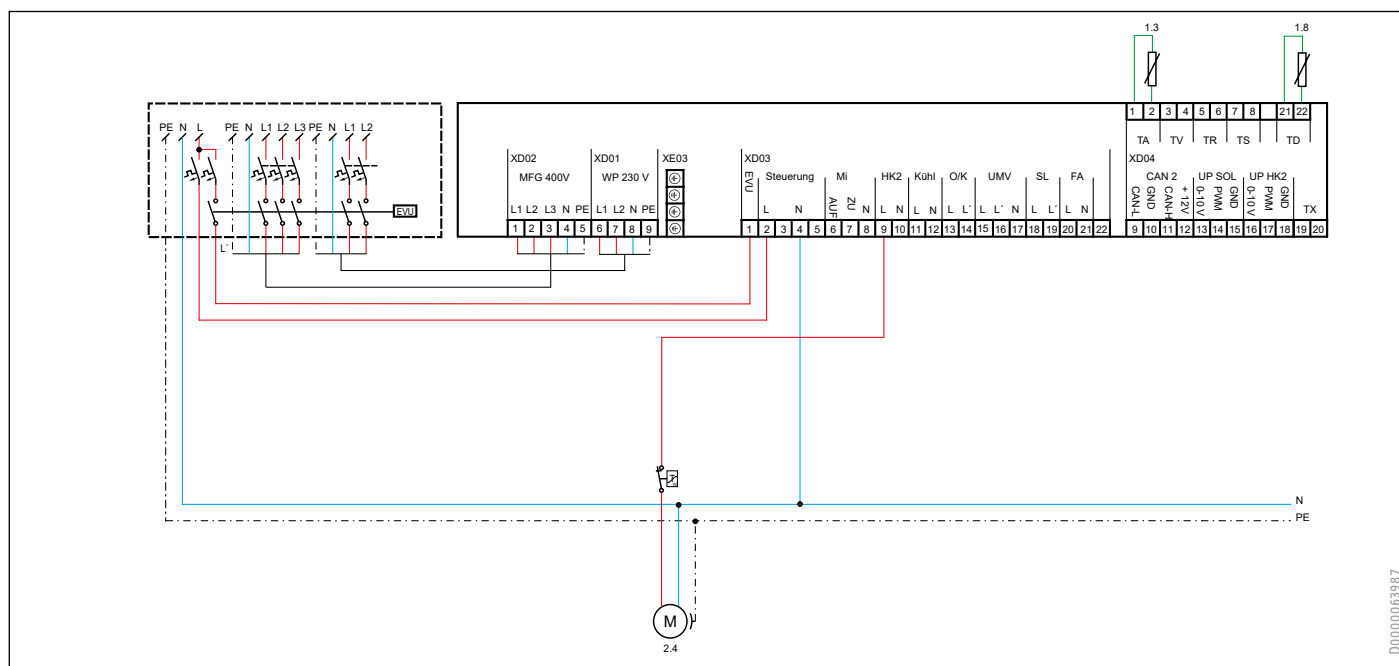 1.3 1.8
1 2 3 4 5 6 7 8 21 22
TA TV TR TS TD
PE N L PE N L1 L2 L3 PE N L1 L2
EVU
L´
XD02 XD01 XE03 XD03 XD04
MFG 400V WP 230 V
EVU Steuerung Mi HK2 Kühl O/K UMV SL FA
CAN 2 UP SOL UP HK2
L1 L2 L3 N PE L1 L2 N PE
L N AUF ZU N L N L N L L´ L L´ N L L´ L N
CAN-L GND CAN-H + 12V 0-10 V PWM GND 0-10 V PWM GND TX
1 2 3 4 5 6 7 8 9
1 2 3 4 5 6 7 8 9 10 11 12 13 14 15 16 17 18 19 20 21 22
9 10 11 12 13 14 15 16 17 18 19 20
N
PE
M
2.4
D0000063987